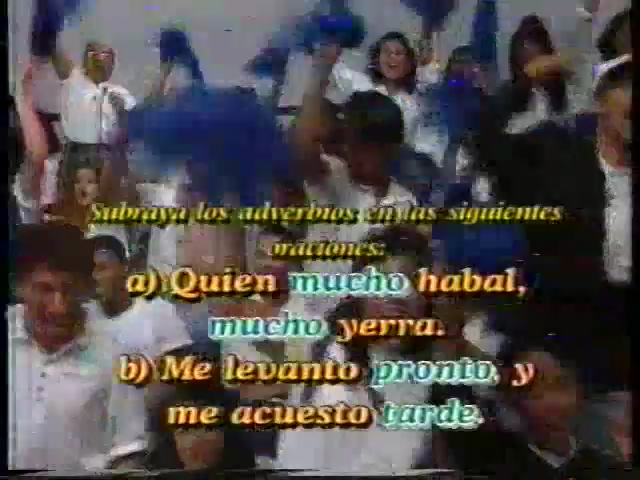 Subraya los adverbios en las siguientes
oraciones:
a) Quien mucho habal,
mucho yerra.
b) Me levanto pronto, y
me acuesto tarde.